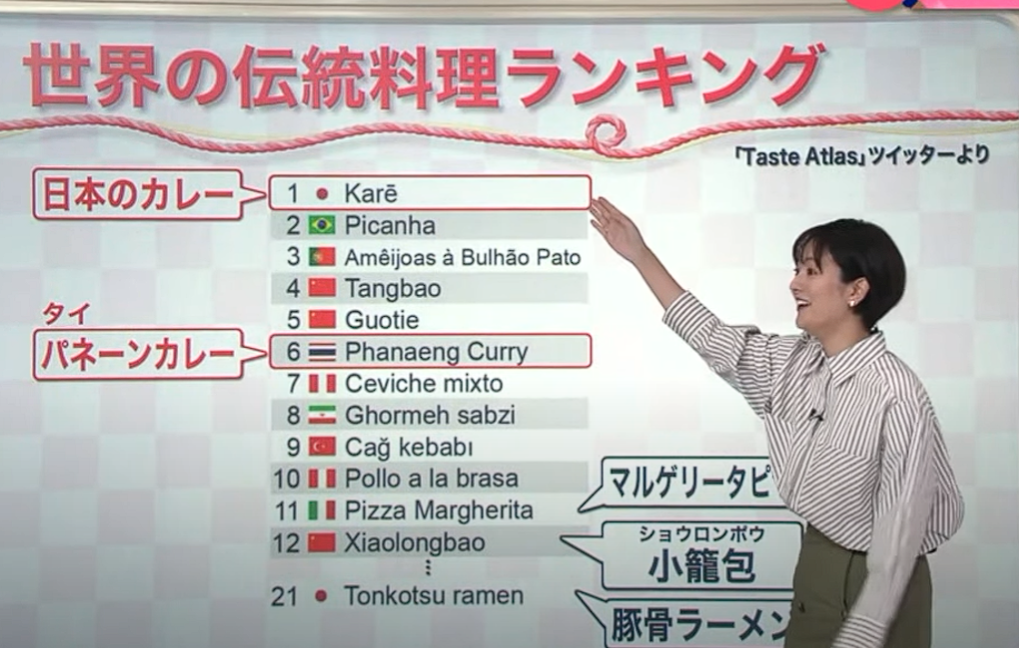 世界の伝統料理ランキング
「Taste Atlas」ツイッターより
日本のカレー
1 Karē
2 Picanha
3 Amêijoas à Bulhão Pato
4 Tangbao
5 Guotie
タイ
パネーンカレー
6 Phanaeng Curry
7 Ceviche mixto
8 Ghormeh sabzi
9 Cağ kebabı
10 Pollo a la brasa
11 Pizza Margherita
マルゲリータピ
12 Xiaolongbao
ショウロンポウ
小籠包
⋮
21 Tonkotsu ramen
豚骨ラーメン